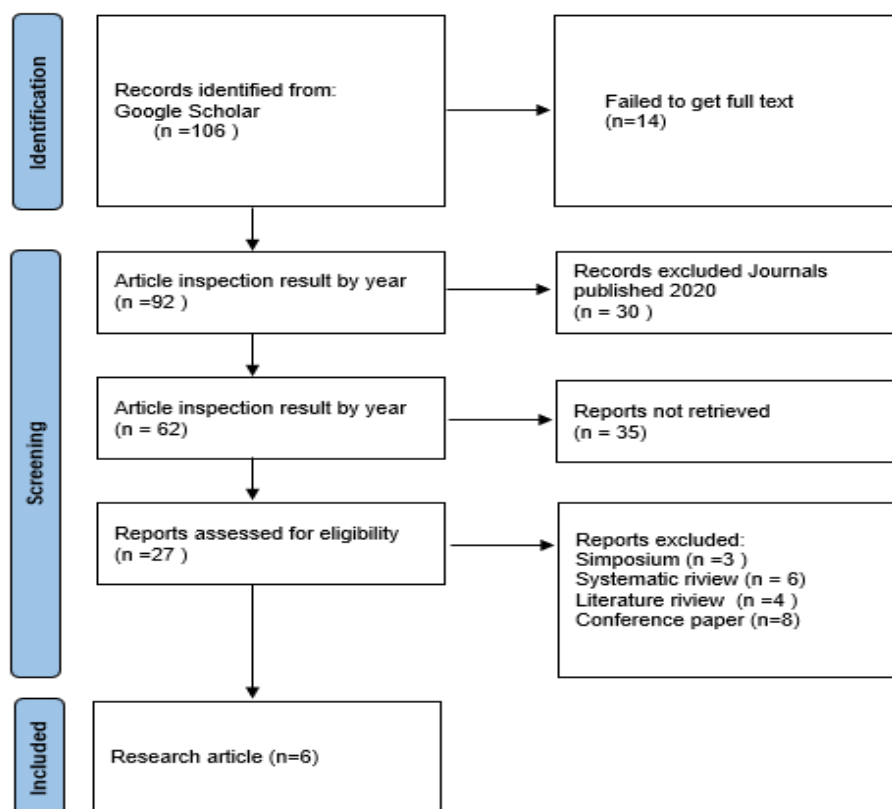 Identification
Records identified from:
Google Scholar
(n =106 )
Failed to get full text
(n=14)
Screening
Article inspection result by year
(n =92 )
Records excluded Journals
published 2020
(n = 30 )
Article inspection result by year
(n = 62)
Reports not retrieved
(n = 35)
Reports assessed for eligibility
(n =27 )
Reports excluded:
Simposium (n =3 )
Systematic riview (n = 6)
Literature riview (n =4 )
Conference paper (n=8)
Included
Research article (n=6)